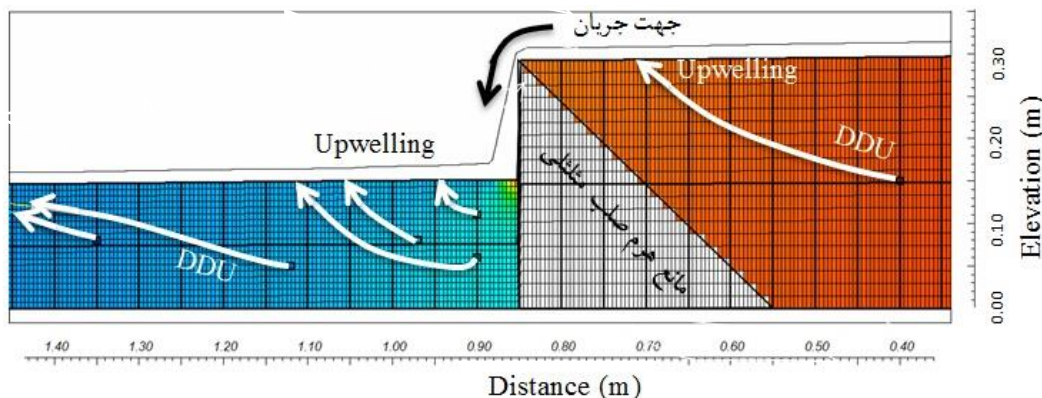 جهت جریان
Upwelling
Upwelling
DDU
DDU
مانع جرم صلب مثلثی
0.30
0.20
0.10
0.00
Elevation (m)
1.40 1.30 1.20 1.10 1.00 0.90 0.80 0.70 0.60 0.50 0.40
Distance (m)